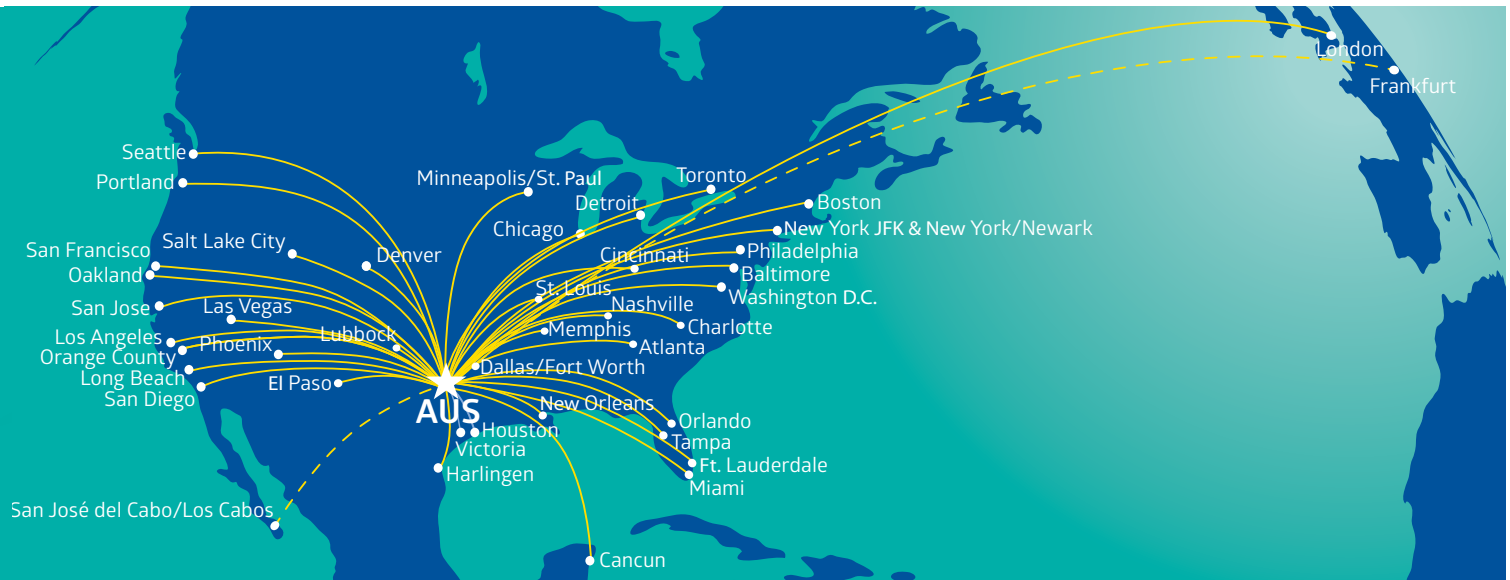 London
Frankfurt
Seattle
Portland
Minneapolis/St. Paul
Toronto
Detroit
Boston
Chicago
New York JFK & New York/Newark
San Francisco
Salt Lake City
Denver
Cincinnati
Philadelphia
Oakland
Baltimore
St. Louis
Washington D.C.
San Jose
Las Vegas
Nashville
Lubbock
Memphis
Charlotte
Los Angeles
Phoenix
Atlanta
Orange County
Dallas/Fort Worth
Long Beach
El Paso
San Diego
AUS
New Orleans
Orlando
Houston
Tampa
Victoria
Ft. Lauderdale
Harlingen
Miami
San José del Cabo/Los Cabos
Cancun